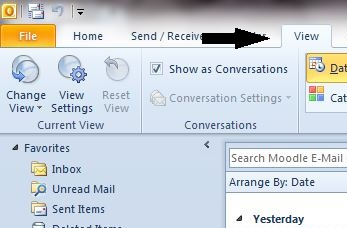 File Home Send / Receive View
Change View
View Settings
Reset View
Current View
Show as Conversations
Conversation Settings
Conversations
Dat
Cat
Favorites
Inbox
Unread Mail
Sent Items
Deleted Items
Search Moodle E-Mail
Arrange By: Date
Yesterday